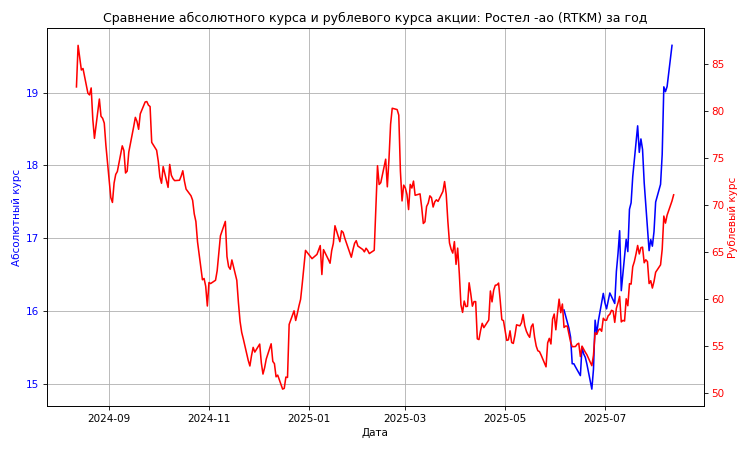 Сравнение абсолютного курса и рублевого курса акции: Ростел -ао (RTKM) за год
Абсолютный курс
19
18
17
16
15
85
80
75
70
65
60
55
50
Рублевый курс
2024-09 2024-11 2025-01 2025-03 2025-05 2025-07
Дата